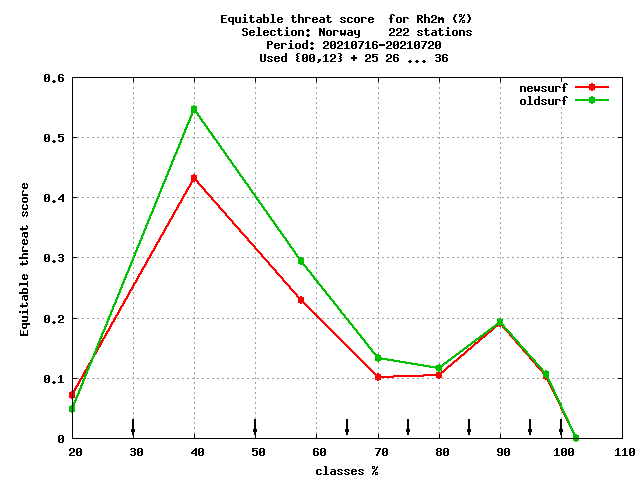 Equitable threat score  for Rh2m (%)
Selection: Norway    222 stations
Period: 20210716-20210720
Used {00,12} + 25 26 ... 36
newsurf
oldsurf
Equitable threat score
0.6
0.5
0.4
0.3
0.2
0.1
0
20 30 40 50 60 70 80 90 100 110
classes %